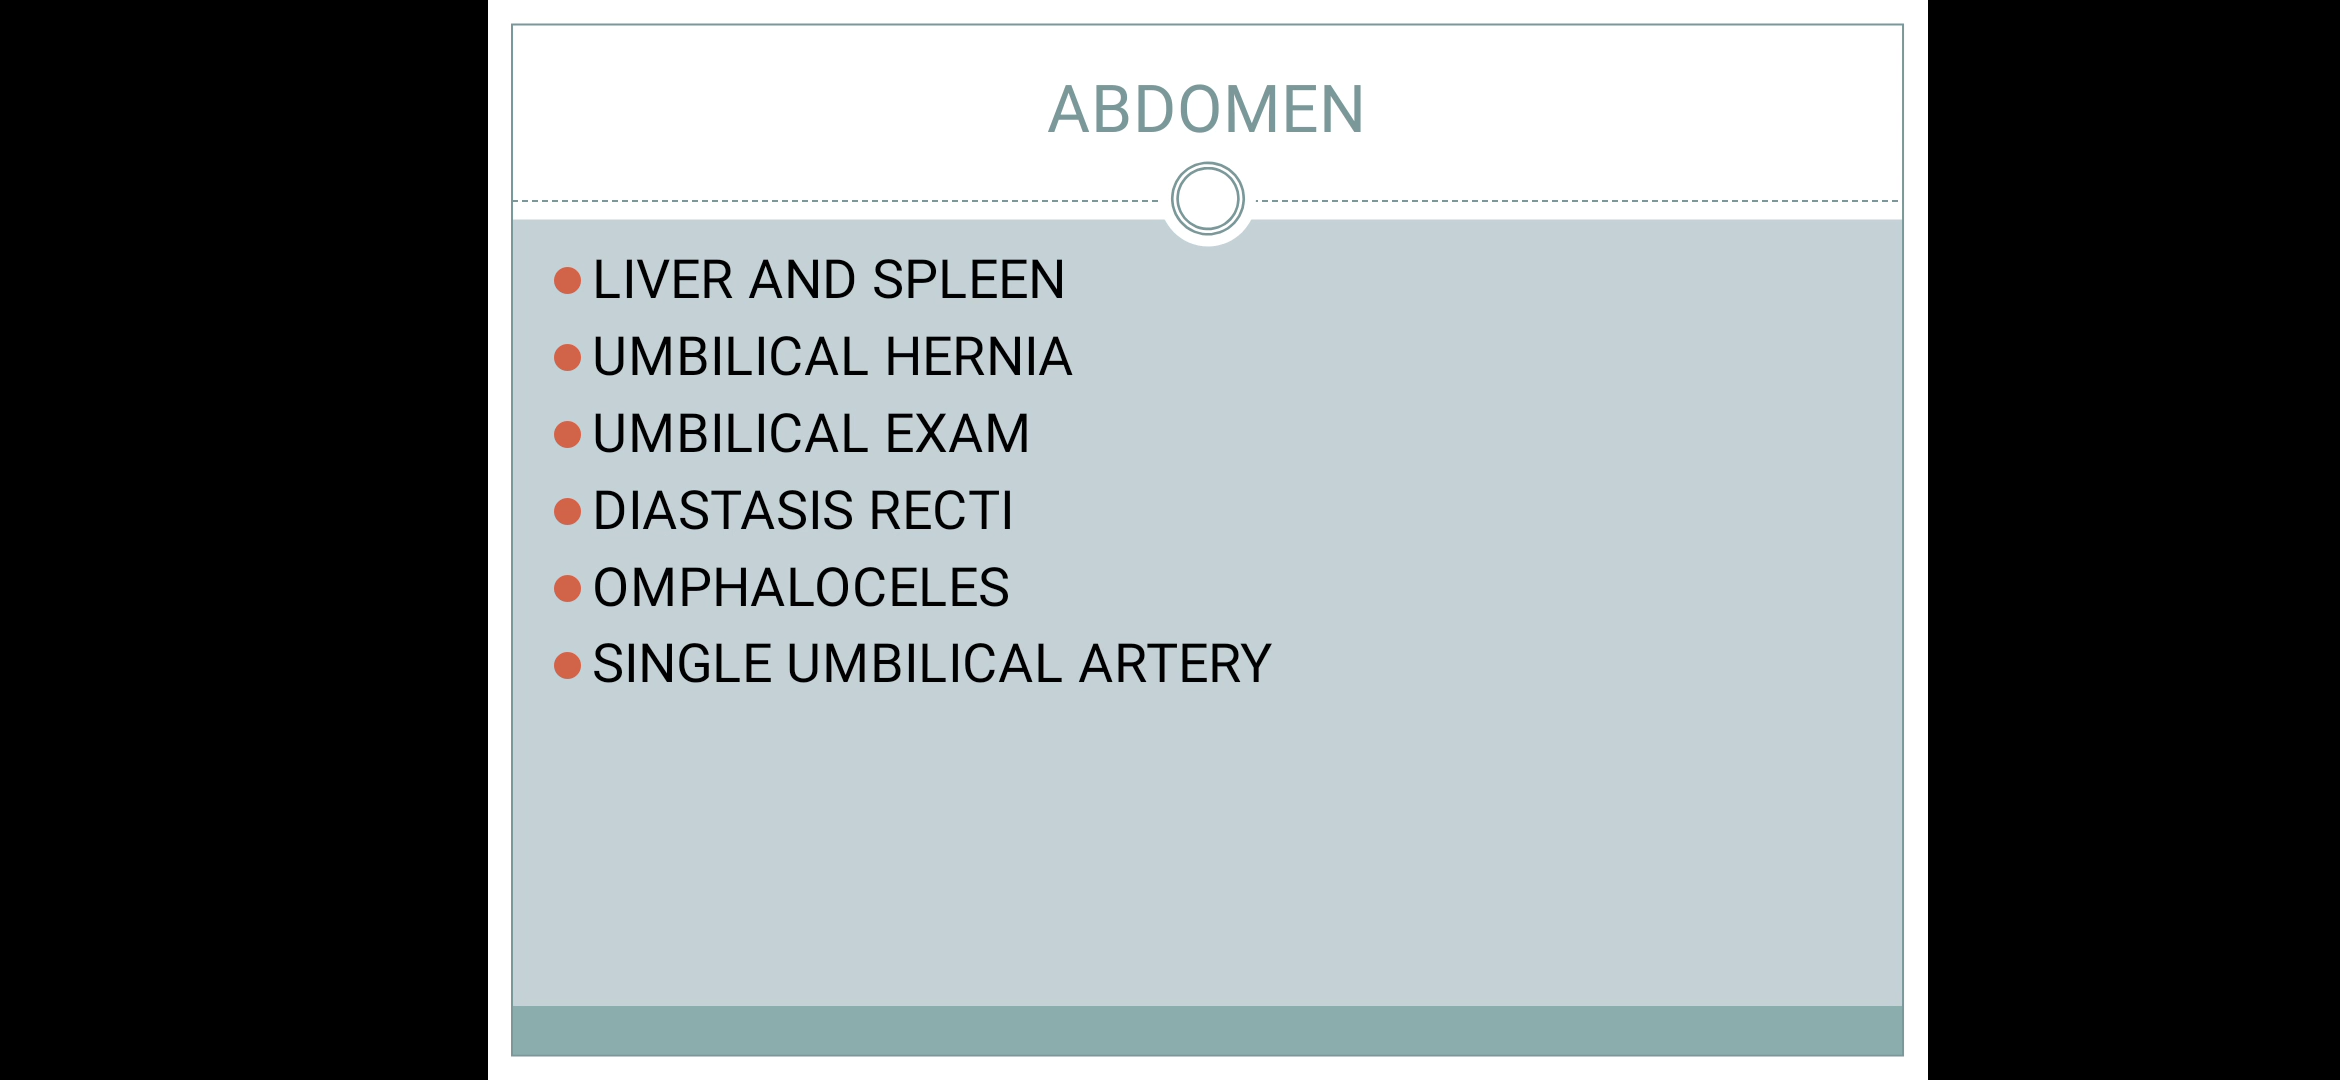 ABDOMEN
LIVER AND SPLEEN
UMBILICAL HERNIA
UMBILICAL EXAM
DIASTASIS RECTI
OMPHALOCELES
SINGLE UMBILICAL ARTERY